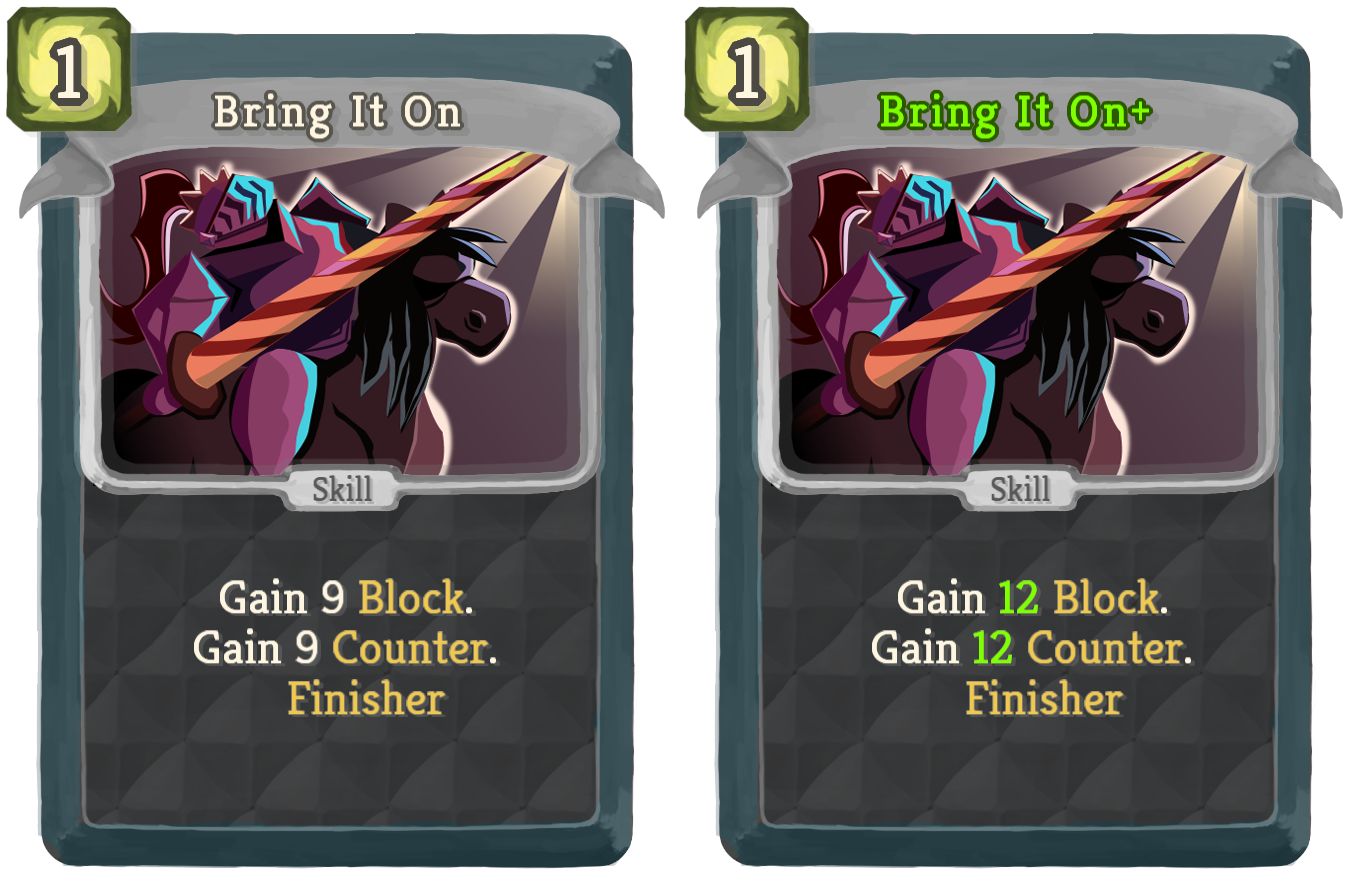 1
Bring It On
Skill
Gain 9 Block.
Gain 9 Counter.
Finisher
1
Bring It On+
Skill
Gain 12 Block.
Gain 12 Counter.
Finisher